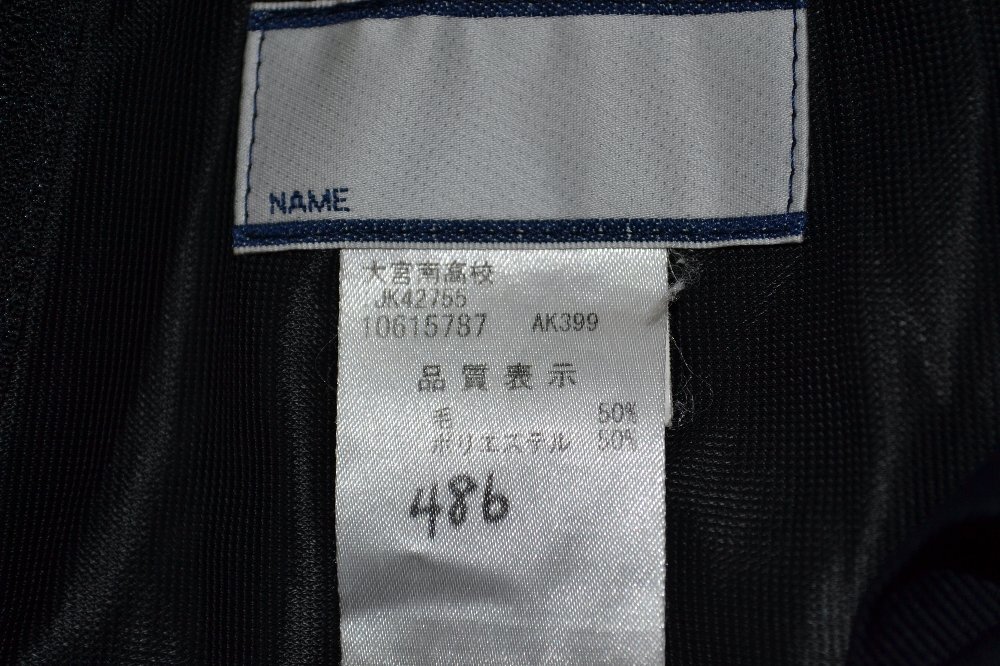 NAME
大宮南高校
JK42755
10615787 AK399
品質表示
毛 50%
ポリエステル 50%
486